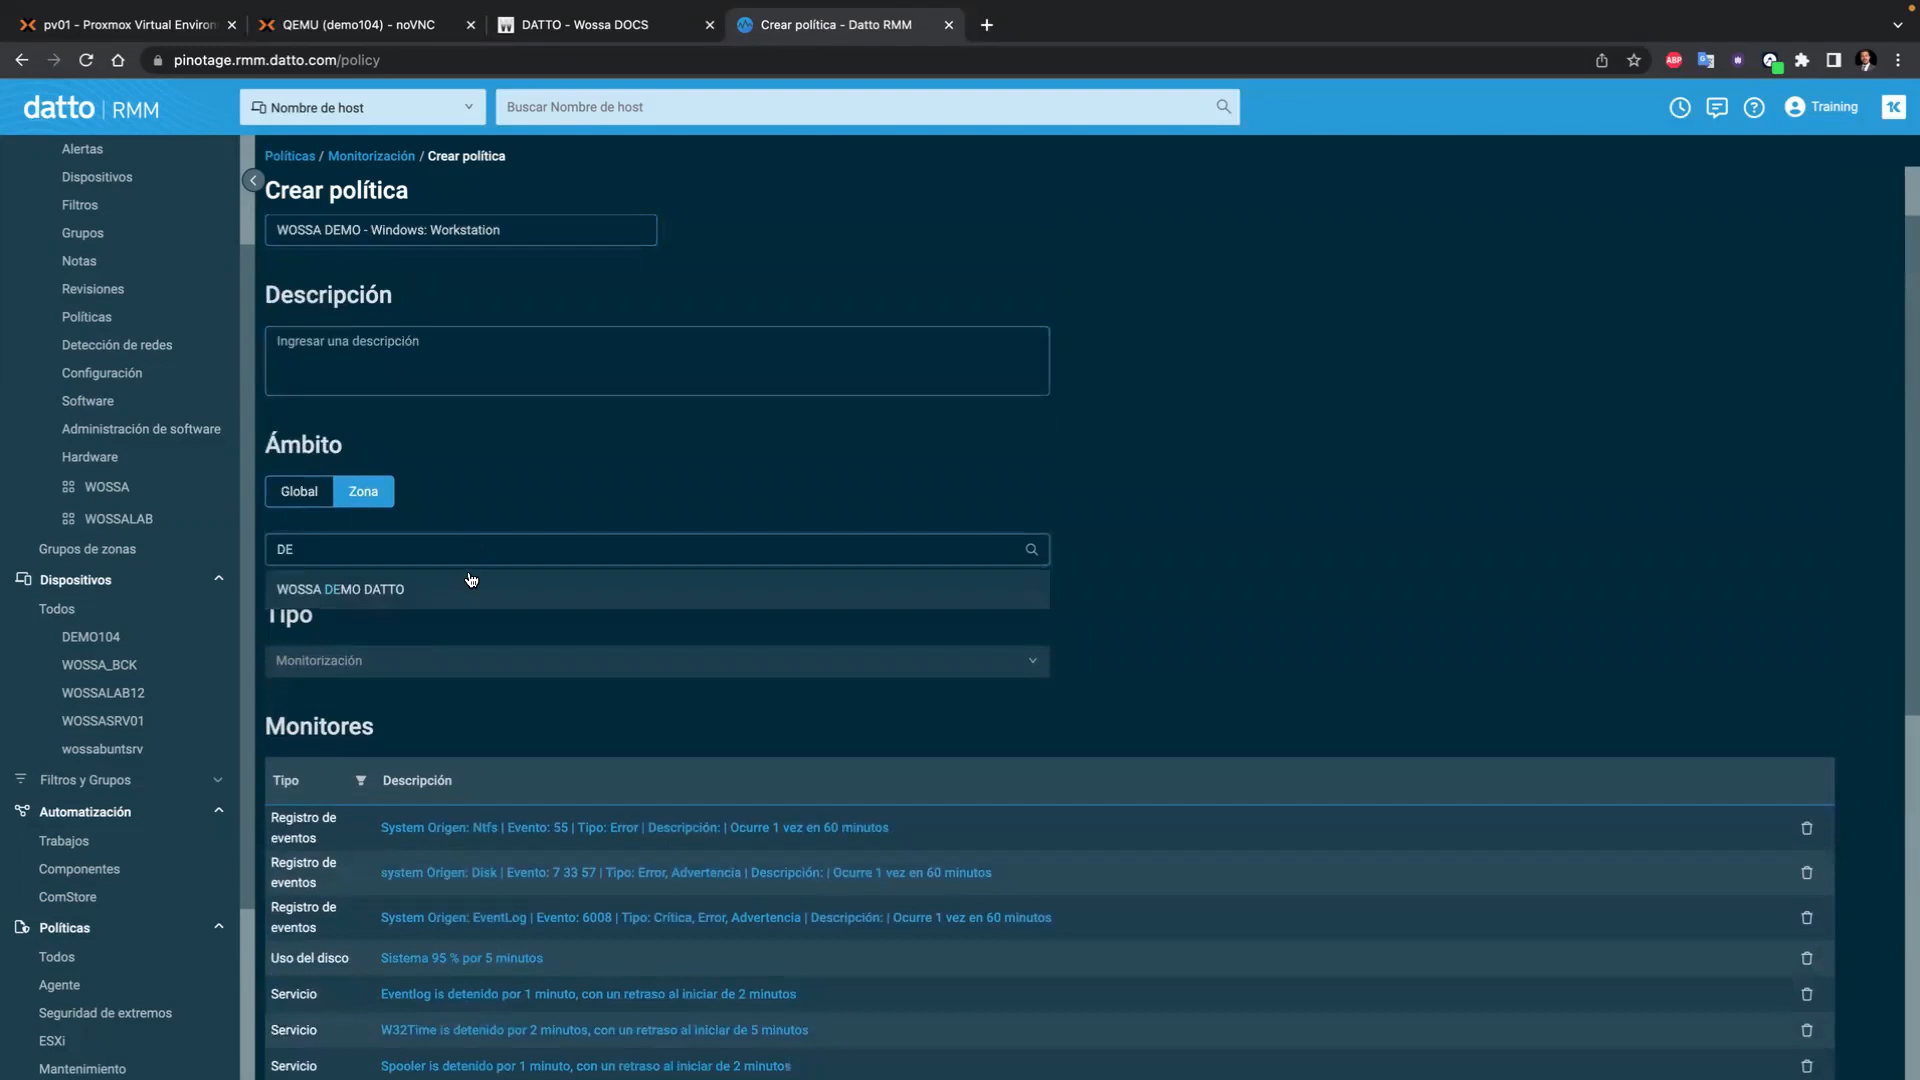 pv01 - Proxmox Virtual Environ
QEMU (demo104) - noVNC
DATTO - Wossa DOCS
Crear política - Datto RMM
pinotage.rmm.datto.com/policy
ABP
datto | RMM
Nombre de host
Buscar Nombre de host
Training
1K
Alertas
Dispositivos
Filtros
Grupos
Notas
Revisiones
Políticas
Detección de redes
Configuración
Software
Administración de software
Hardware
WOSSA
WOSSALAB
Grupos de zonas
Dispositivos
Todos
DEMO104
WOSSA_BCK
WOSSALAB12
WOSSASRV01
wossabuntsrv
Filtros y Grupos
Automatización
Trabajos
Componentes
ComStore
Políticas
Todos
Agente
Seguridad de extremos
ESXi
Mantenimiento
Políticas / Monitorización / Crear política
Crear política
WOSSA DEMO - Windows: Workstation
Descripción
Ingresar una descripción
Ámbito
Global
Zona
DE
WOSSA DEMO DATTO
Tipo
Monitorización
Monitores
Tipo
Descripción
Registro de
eventos
System Origen: Ntfs | Evento: 55 | Tipo: Error | Descripción: | Ocurre 1 vez en 60 minutos
Registro de
eventos
system Origen: Disk | Evento: 7 33 57 | Tipo: Error, Advertencia | Descripción: | Ocurre 1 vez en 60 minutos
Registro de
eventos
System Origen: EventLog | Evento: 6008 | Tipo: Crítica, Error, Advertencia | Descripción: | Ocurre 1 vez en 60 minutos
Uso del disco
Sistema 95 % por 5 minutos
Servicio
Eventlog is detenido por 1 minuto, con un retraso al iniciar de 2 minutos
Servicio
W32Time is detenido por 2 minutos, con un retraso al iniciar de 5 minutos
Servicio
Spooler is detenido por 1 minuto, con un retraso al iniciar de 2 minutos